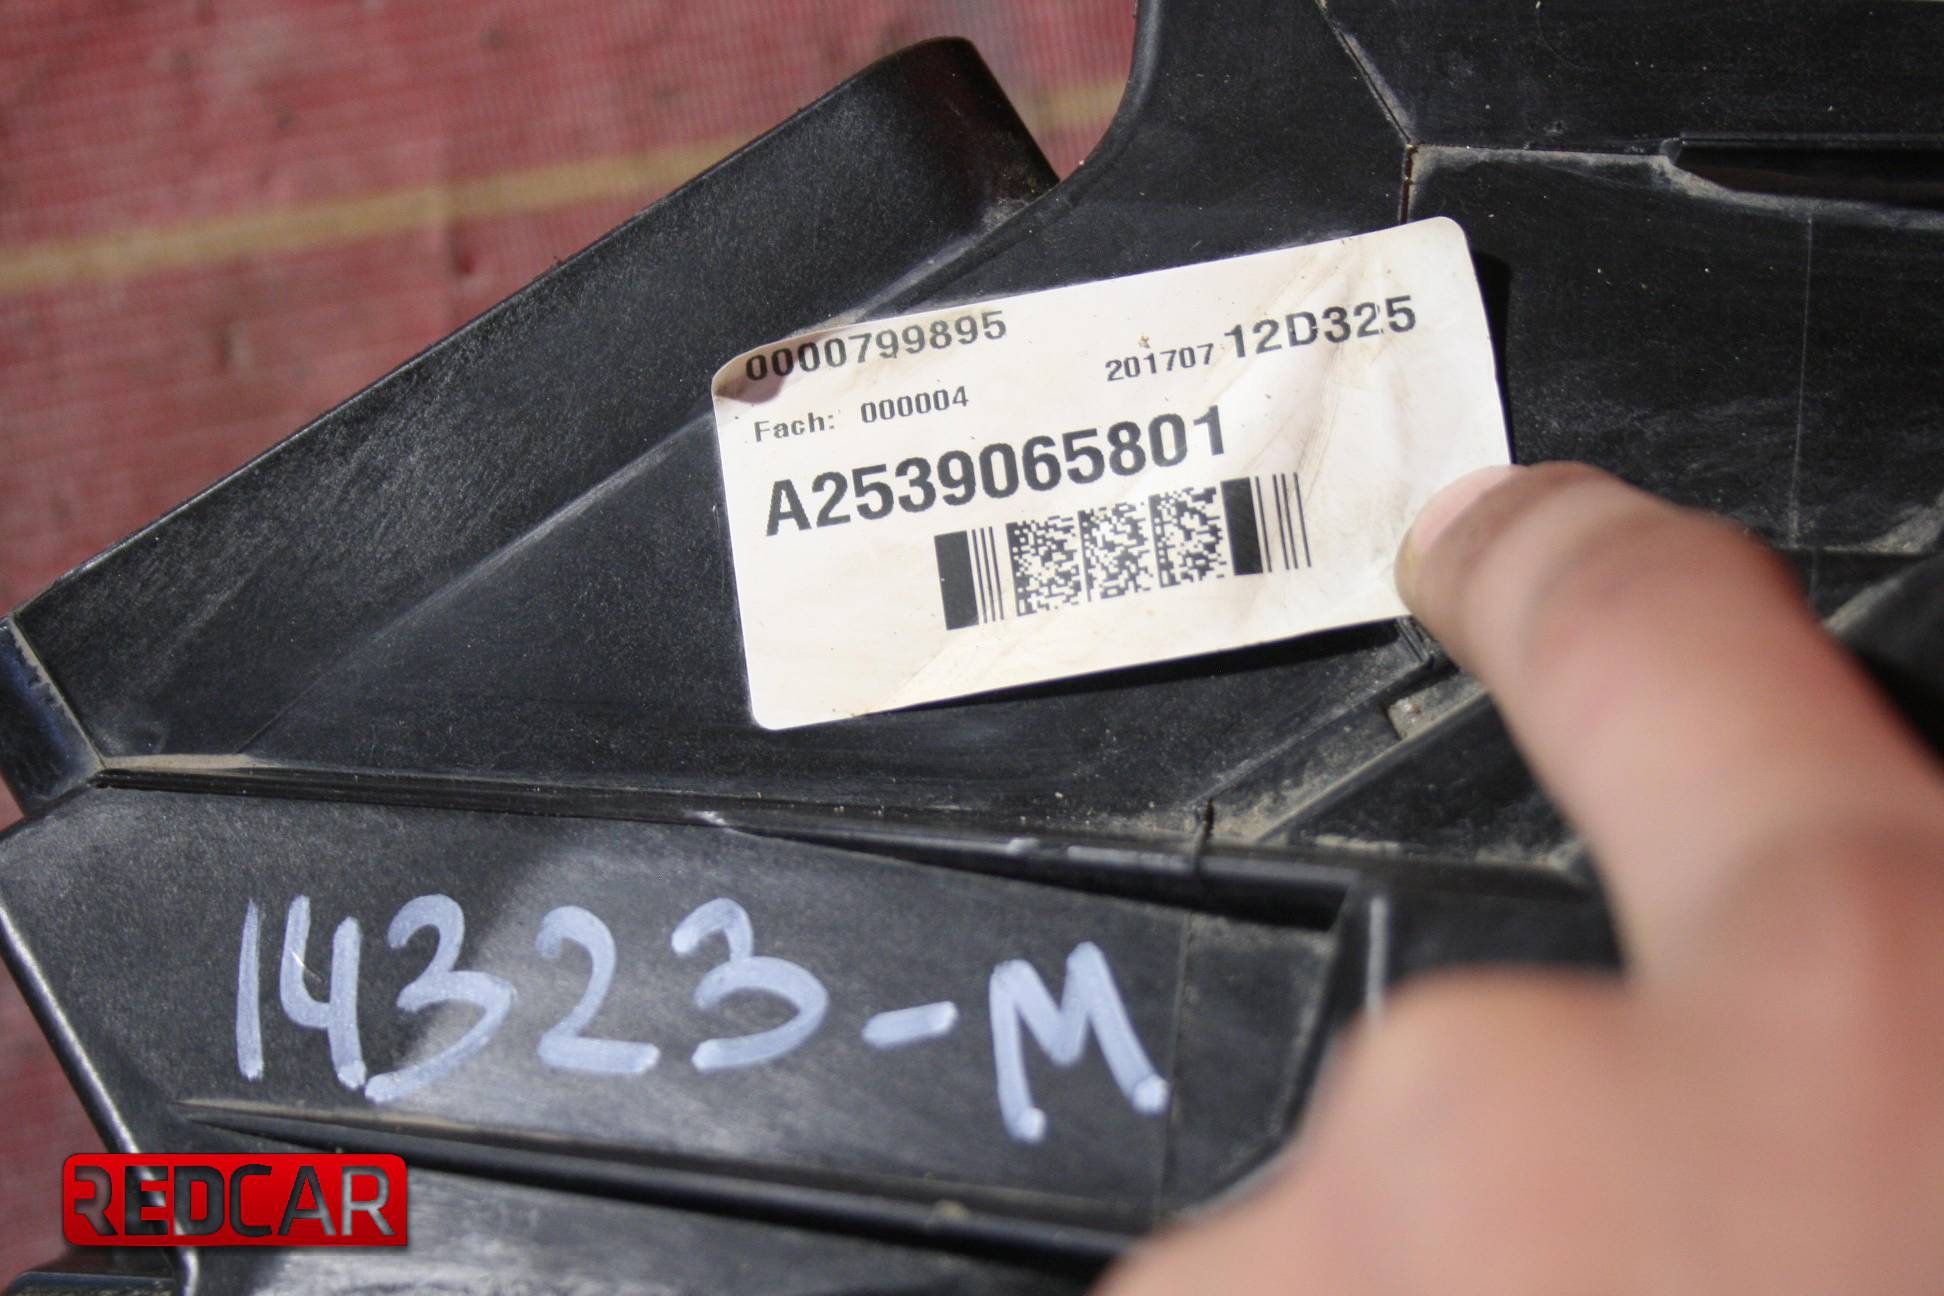 0000799895
201707 12D325
Fach: 000004
A2539065801
14323-M
REDCAR